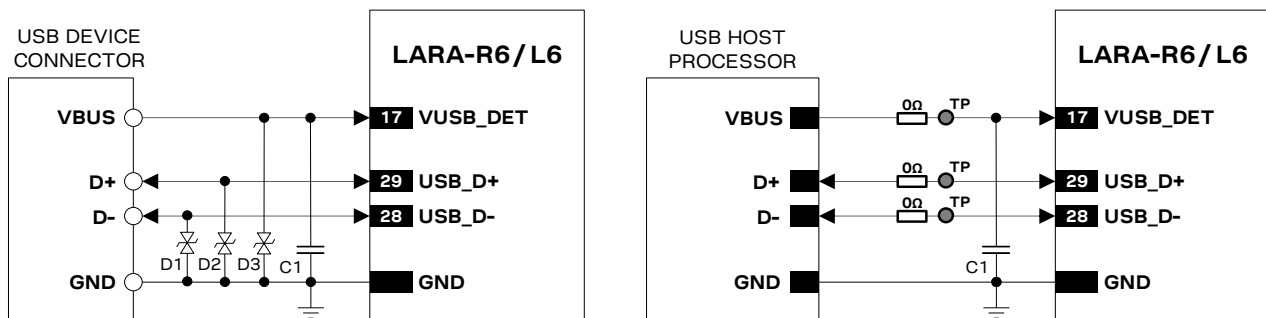 USB DEVICE
CONNECTOR
LARA-R6/L6
VBUS
17
VUSB_DET
D+
29
USB_D+
D-
28
USB_D-
D1
D2
D3
C1
GND
GND
USB HOST
PROCESSOR
LARA-R6/L6
VBUS
0Ω
TP
17
VUSB_DET
D+
0Ω
TP
29
USB_D+
D-
0Ω
TP
28
USB_D-
C1
GND
GND